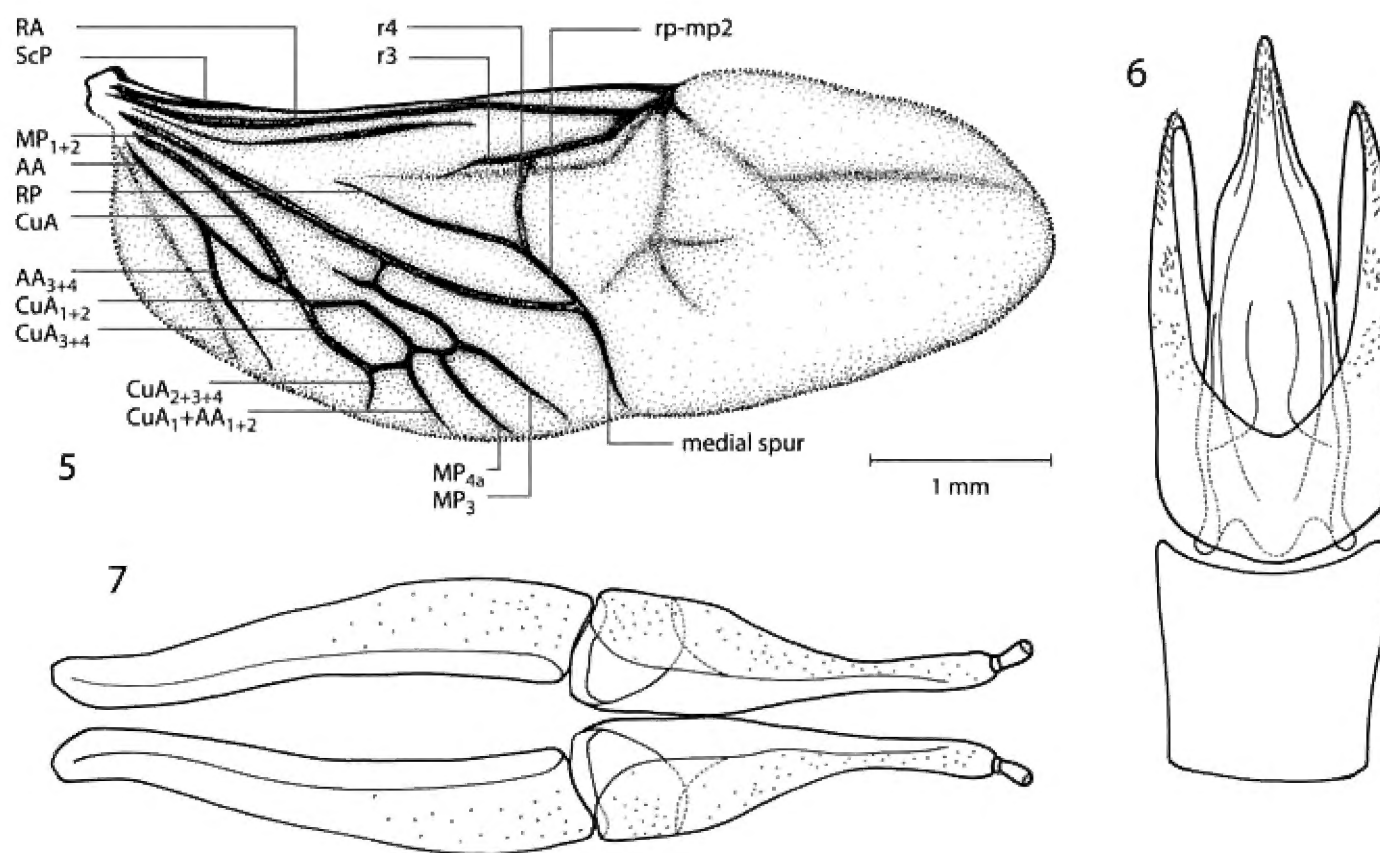 RA
ScP
r4
r3
rp-mp2
6
MP1+2
AA
RP
CuA
AA3+4
CuA1+2
CuA3+4
CuA2+3+4
CuA1+AA1+2
MP4a
MP3
medial spur
1 mm
5
7